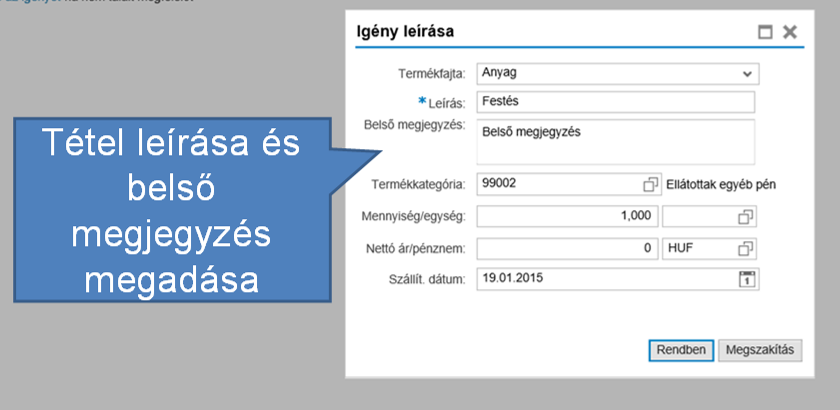 Igény leírása
Termékfajta: Anyag
*Leírás: Festés
Belső megjegyzés: Belső megjegyzés
Tétel leírása és
belső
megjegyzés
megadása
Termékkategória: 99002 Ellátottak egyéb pén
Mennyiség/egység: 1,000
Nettó ár/pénznem: 0 HUF
Szállít. dátum: 19.01.2015
Rendben Megszakítás